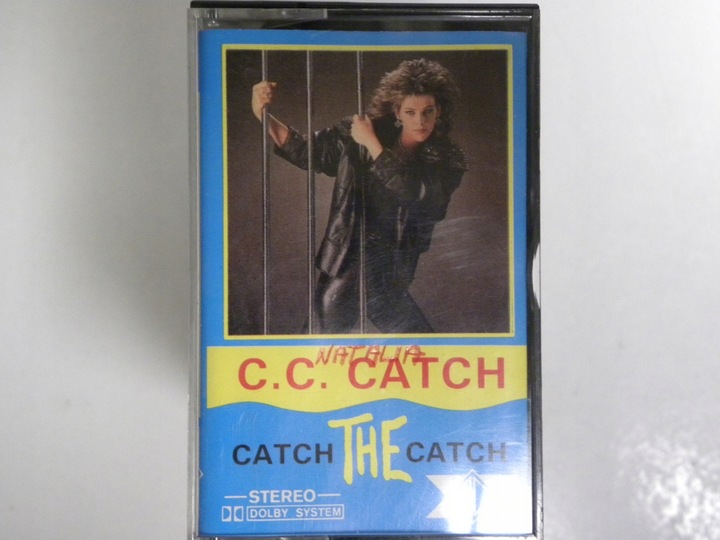 NATALIA
C.C. CATCH
CATCH THE CATCH
STEREO
DOLBY SYSTEM